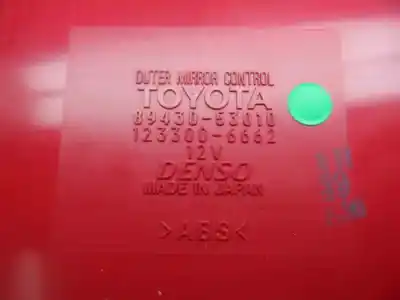 OUTER MIRROR CONTROL
TOYOTA
89430-53010
123300-6662
12V
DENSO
MADE IN JAPAN
>ABS<